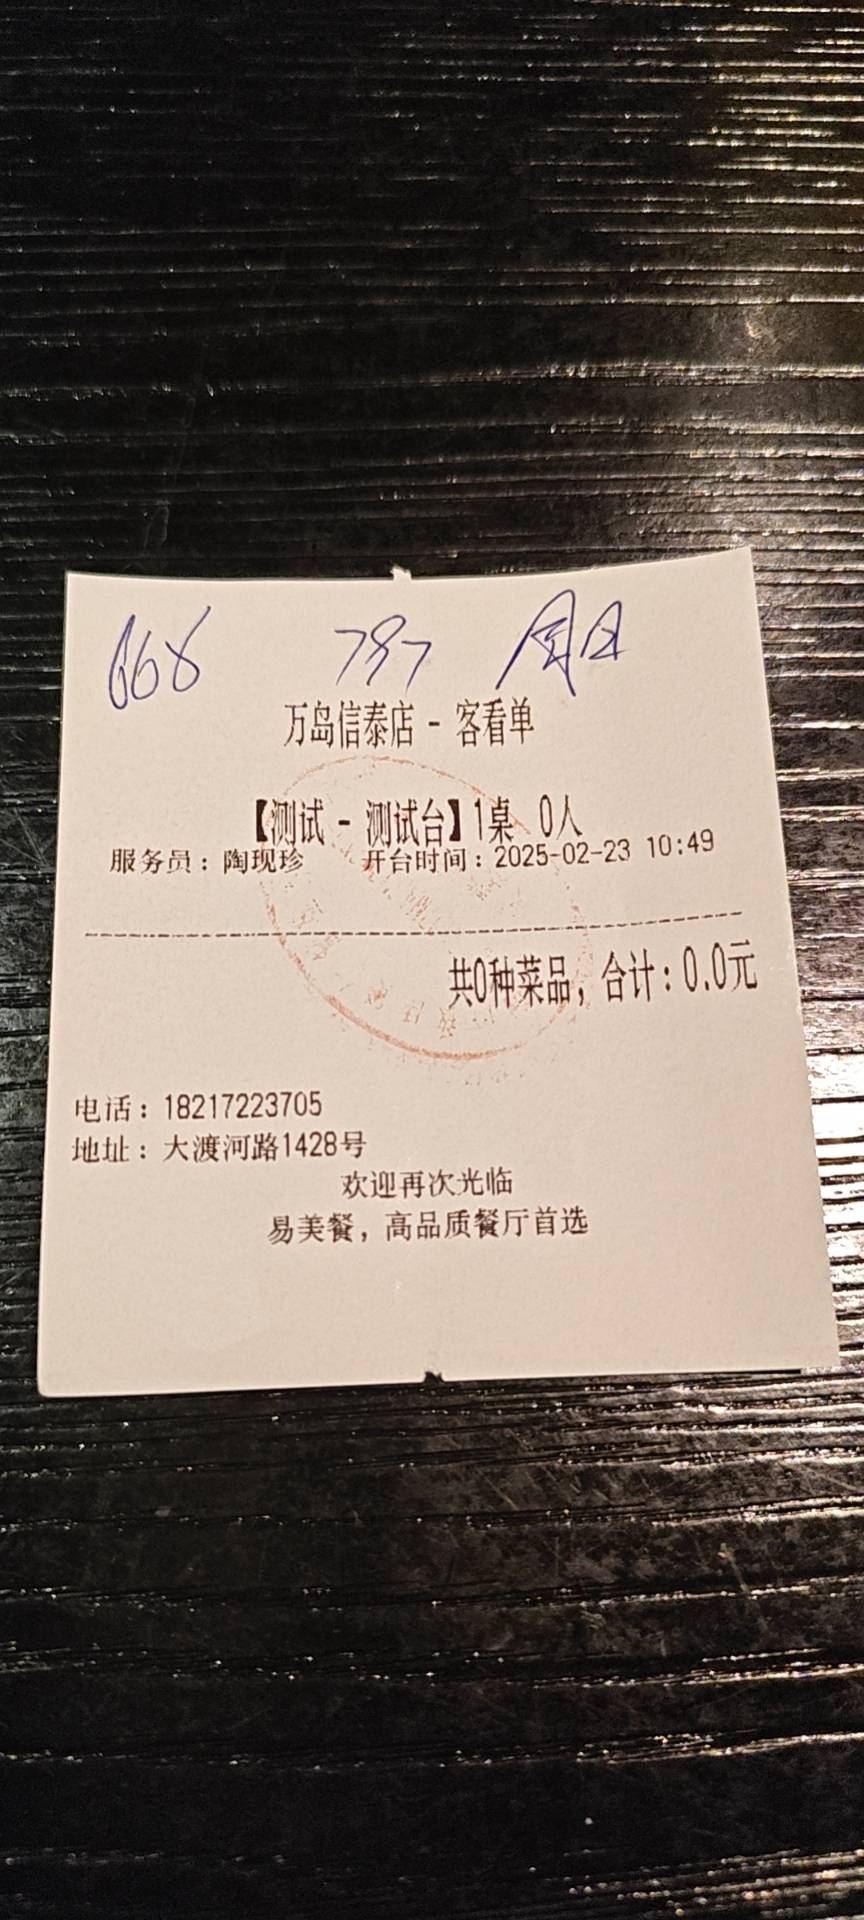 668 797 周日
万岛信泰店 - 客看单
【测试 - 测试台】1桌 0人
服务员：陶现珍 开台时间：2025-02-23 10:49
共0种菜品，合计：0.0元
电话：18217223705
地址：大渡河路1428号
欢迎再次光临
易美餐，高品质餐厅首选